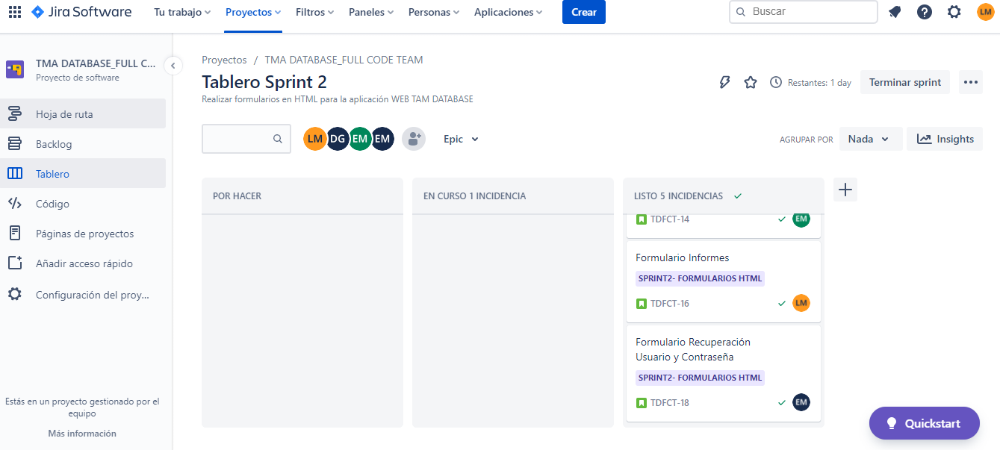 Jira Software
Tu trabajo
Proyectos
Filtros
Paneles
Personas
Aplicaciones
Crear
Buscar
LM
TMA DATABASE_FULL C...
Proyecto de software
Hoja de ruta
Backlog
Tablero
Código
Páginas de proyectos
Añadir acceso rápido
Configuración del proy...
Estás en un proyecto gestionado por el
equipo
Más información
Proyectos / TMA DATABASE_FULL CODE TEAM
Tablero Sprint 2
Realizar formularios en HTML para la aplicación WEB TAM DATABASE
Restantes: 1 day
Terminar sprint
LM DG EM EM
Epic
AGRUPAR POR
Nada
Insights
POR HACER
EN CURSO 1 INCIDENCIA
LISTO 5 INCIDENCIAS
TDFCT-14
EM
Formulario Informes
SPRINT2- FORMULARIOS HTML
TDFCT-16
LM
Formulario Recuperación
Usuario y Contraseña
SPRINT2- FORMULARIOS HTML
TDFCT-18
EM
Quickstart